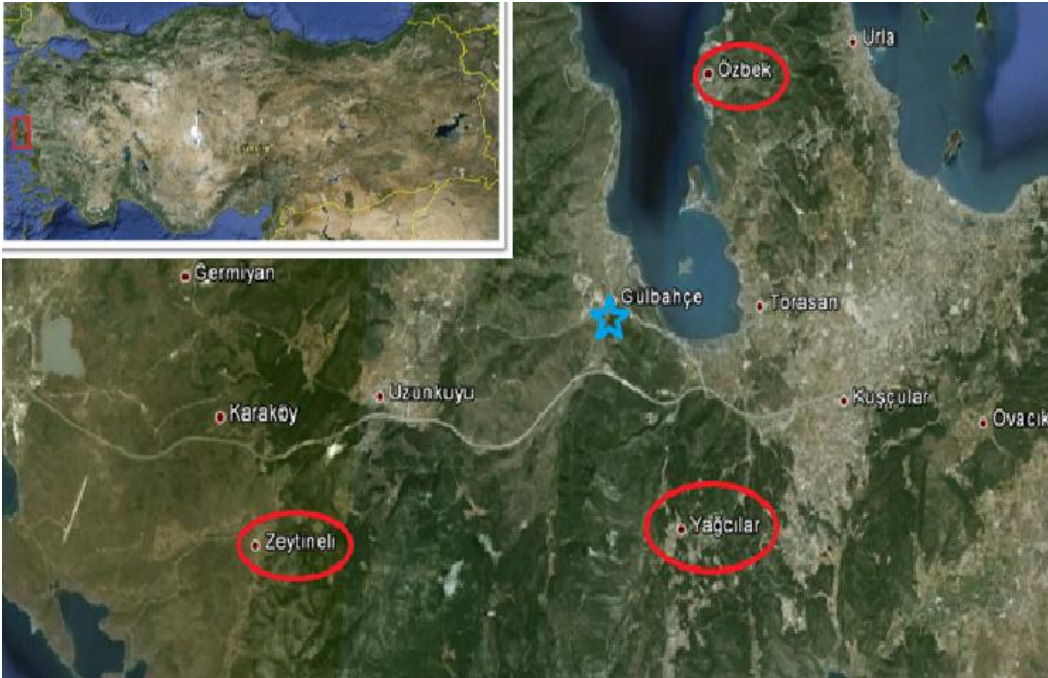 Urla
Özbek
Germiyan
Gülbahçe
Torasan
Uzunkuyu
Karaköy
Kuşçular
Ovacık
Zeytineli
Yağcılar